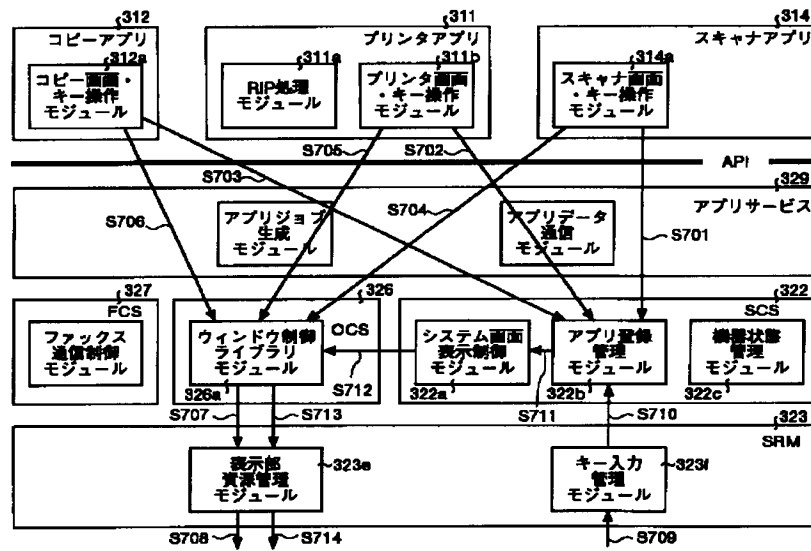 312
コピーアプリ
312a
コピー画面・
キー操作
モジュール
311
プリンタアプリ
311a
RIP処理
モジュール
311b
プリンタ画面
・キー操作
モジュール
314
スキャナアプリ
314a
スキャナ画面
・キー操作
モジュール
S705
S702
S703
API
329
アプリサービス
S706
アプリジョブ
生成
モジュール
S704
アプリデータ
通信
モジュール
S701
327
FCS
ファックス
通信制御
モジュール
326
OCS
ウィンドウ制御
ライブラリ
モジュール
326a
S712
322
SCS
システム画面
表示制御
モジュール
322a
S711
アプリ登録
管理
モジュール
322b
機器状態
管理
モジュール
322c
S707
S713
S710
323
SRM
表示部
資源管理
モジュール
323e
キー入力
管理
モジュール
323f
S708
S714
S709